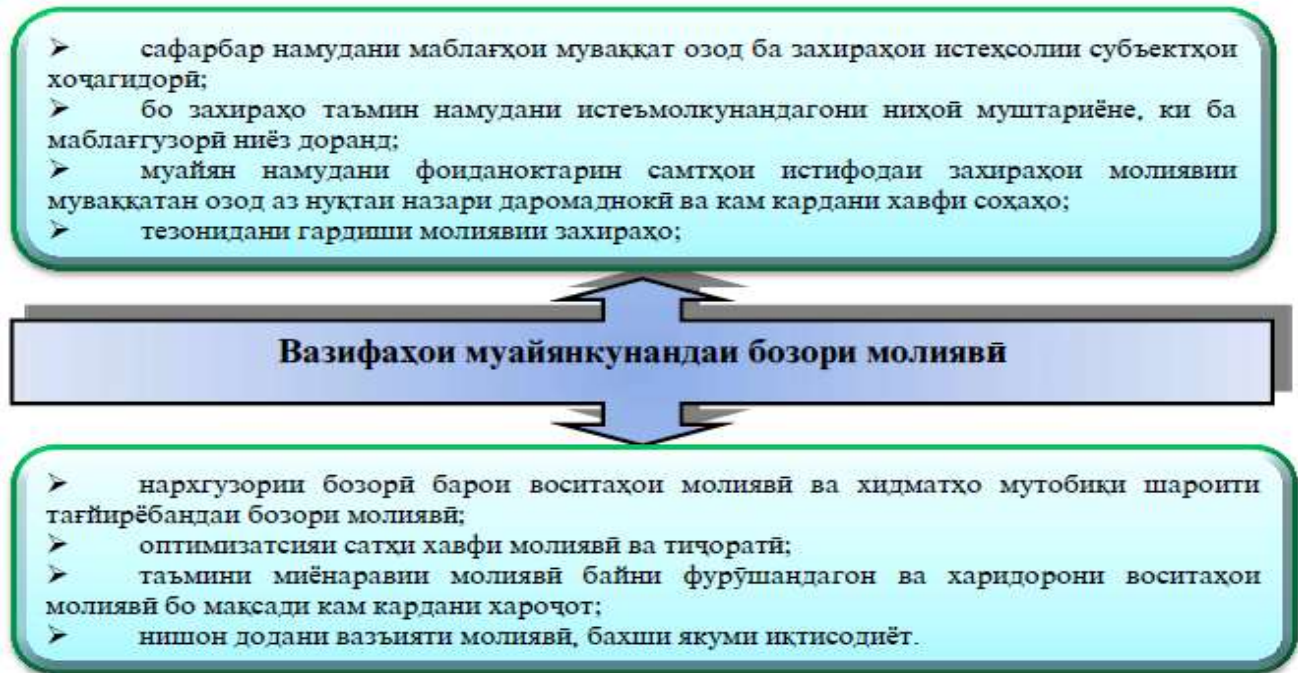 ➢ сафарбар намудани маблағҳои муваққат озод ба захираҳои истеҳсолии субъектҳои
хоҷагидорӣ;
➢ бо захираҳо таъмин намудани истеъмолкунандагони ниҳоӣ муштариёне, ки ба
маблағгузорӣ ниёз доранд;
➢ муайян намудани фоиданоктарин самтҳои истифодаи захираҳои молиявии
муваққатан озод аз нуқтаи назари даромаднокӣ ва кам кардани хавфи соҳаҳо;
➢ тезонидани гардиши молиявии захираҳо;
Вазифаҳои муайянкунандаи бозори молиявӣ
➢ нархгузории бозорӣ барои воситаҳои молиявӣ ва хидматҳо мутобиқи шароити
тағйирёбандаи бозори молиявӣ;
➢ оптимизатсияи сатҳи хавфи молиявӣ ва тиҷоратӣ;
➢ таъмини миёнаравии молиявӣ байни фурӯшандагон ва харидорони воситаҳои
молиявӣ бо мақсади кам кардани хароҷот;
➢ нишон додани вазъияти молиявӣ, бахши якуми иқтисодиёт.